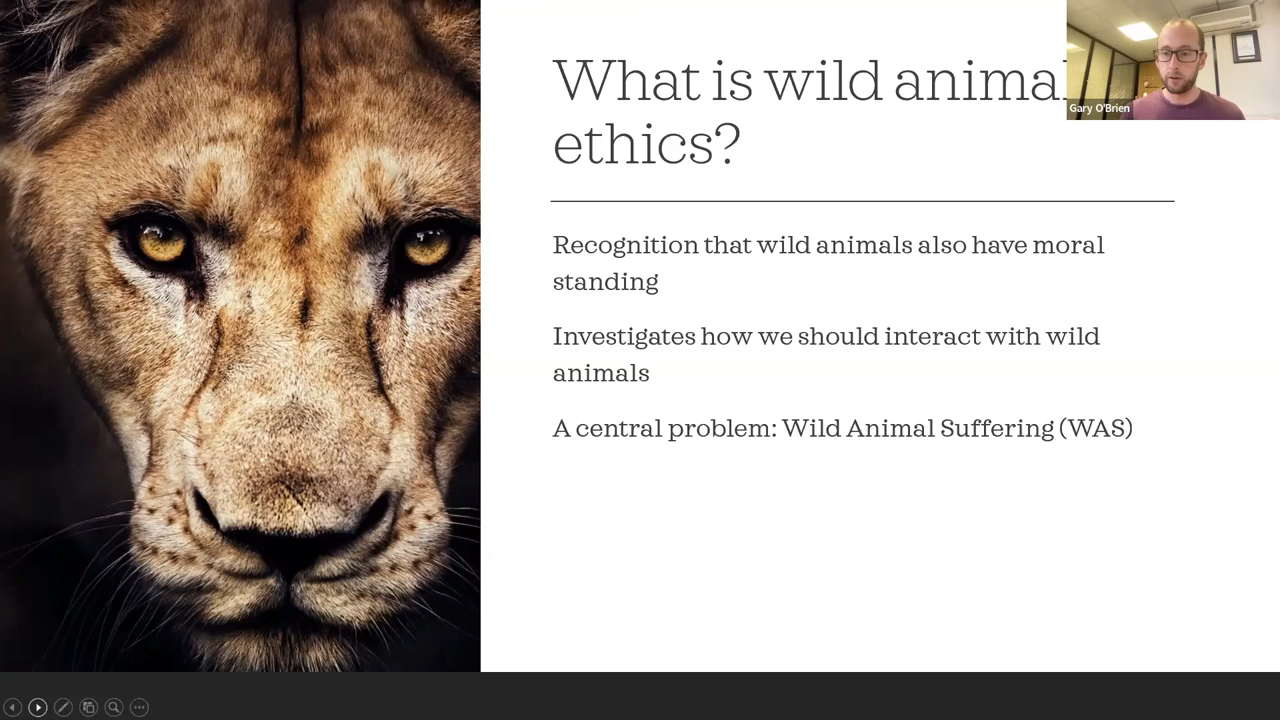 What is wild animal
ethics?
Gary O'Brien
Recognition that wild animals also have moral
standing
Investigates how we should interact with wild
animals
A central problem: Wild Animal Suffering (WAS)